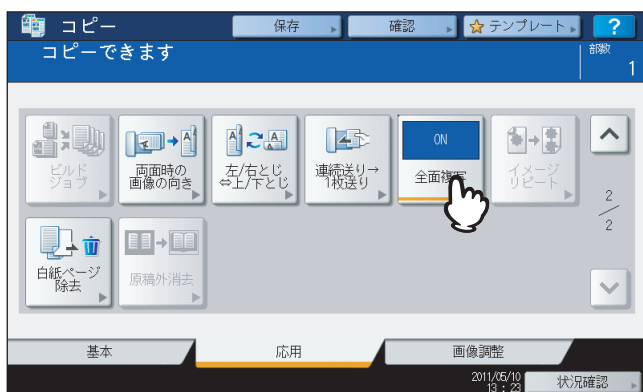 コピー
保存
確認
テンプレート
?
コピーできます
部数
1
ビルド
ジョブ
両面時の
画像の向き
左/右とじ
⇔上/下とじ
連続送り→
1枚送り
ON
全面複写
イメージ
リピート
2
2
白紙ページ
除去
原稿外消去
基本
応用
画像調整
2011/05/10
13:23
状況確認